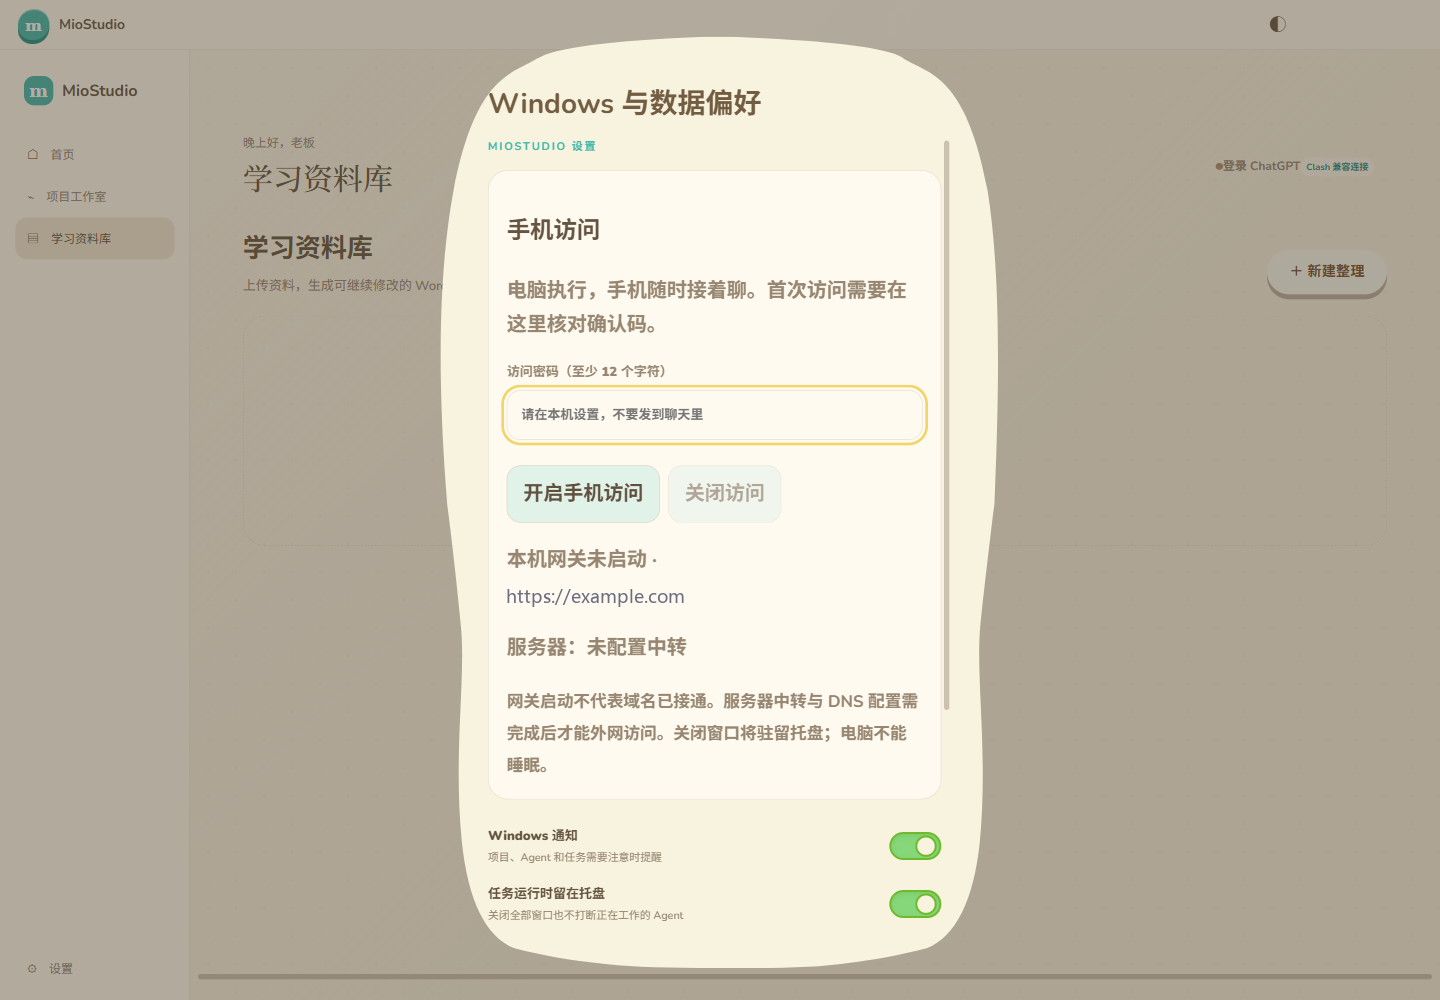 MioStudio
MioStudio
首页
项目工作室
学习资料库
设置
晚上好，老板
学习资料库
登录 ChatGPT Clash 兼容连接
学习资料库
上传资料，生成可继续修改的 Wor
+ 新建整理
Windows 与数据偏好
MIOSTUDIO 设置
手机访问
电脑执行，手机随时接着聊。首次访问需要在
这里核对确认码。
访问密码（至少 12 个字符）
请在本机设置，不要发到聊天里
开启手机访问
关闭访问
本机网关未启动 ·
https://example.com
服务器：未配置中转
网关启动不代表域名已接通。服务器中转与 DNS 配置需
完成后才能外网访问。关闭窗口将驻留托盘；电脑不能
睡眠。
Windows 通知
项目、Agent 和任务需要注意时提醒
任务运行时留在托盘
关闭全部窗口也不打断正在工作的 Agent